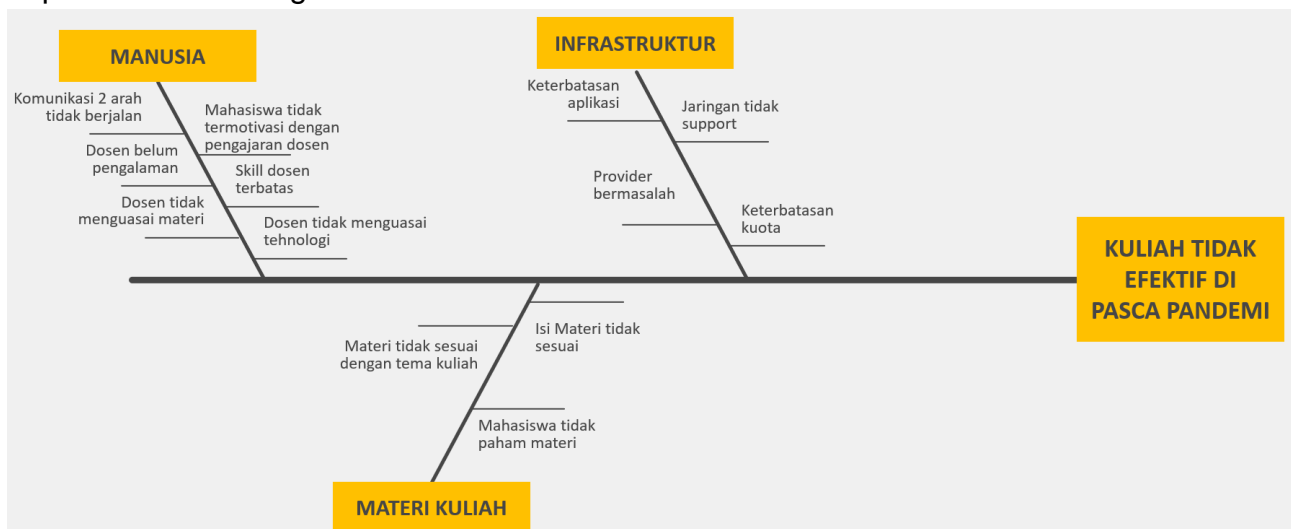 MANUSIA
Komunikasi 2 arah
tidak berjalan
Mahasiswa tidak
termotivasi dengan
pengajaran dosen
Dosen belum
pengalaman
Skill dosen
terbatas
Dosen tidak
menguasai materi
Dosen tidak menguasai
tehnologi
INFRASTRUKTUR
Keterbatasan
aplikasi
Jaringan tidak
support
Provider
bermasalah
Keterbatasan
kuota
KULIAH TIDAK
EFEKTIF DI
PASCA PANDEMI
Isi Materi tidak
sesuai
Materi tidak sesuai
dengan tema kuliah
Mahasiswa tidak
paham materi
MATERI KULIAH